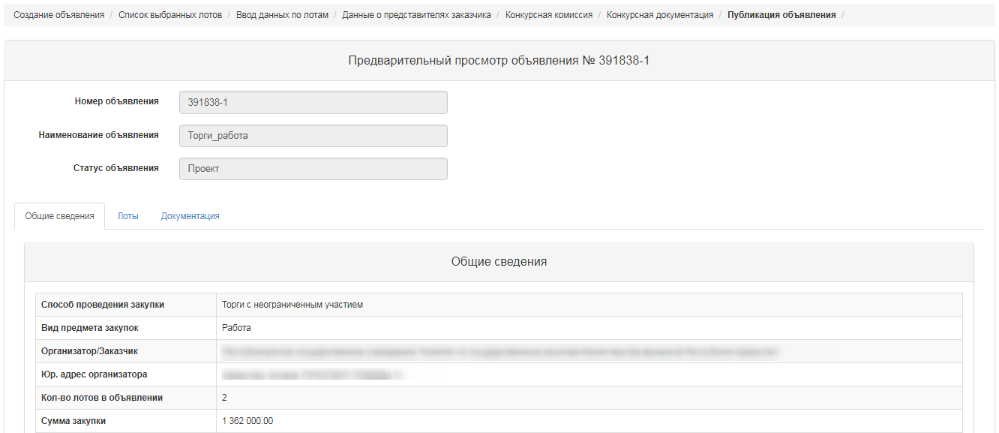 Создание объявления / Список выбранных лотов / Ввод данных по лотам / Данные о представителях заказчика / Конкурсная комиссия / Конкурсная документация / Публикация объявления /
Предварительный просмотр объявления № 391838-1
Номер объявления 391838-1
Наименование объявления Торги_работа
Статус объявления Проект
Общие сведения Лоты Документация
Общие сведения
Способ проведения закупки Торги с неограниченным участием
Вид предмета закупок Работа
Организатор/Заказчик
Юр. адрес организатора
Кол-во лотов в объявлении 2
Сумма закупки 1 362 000.00